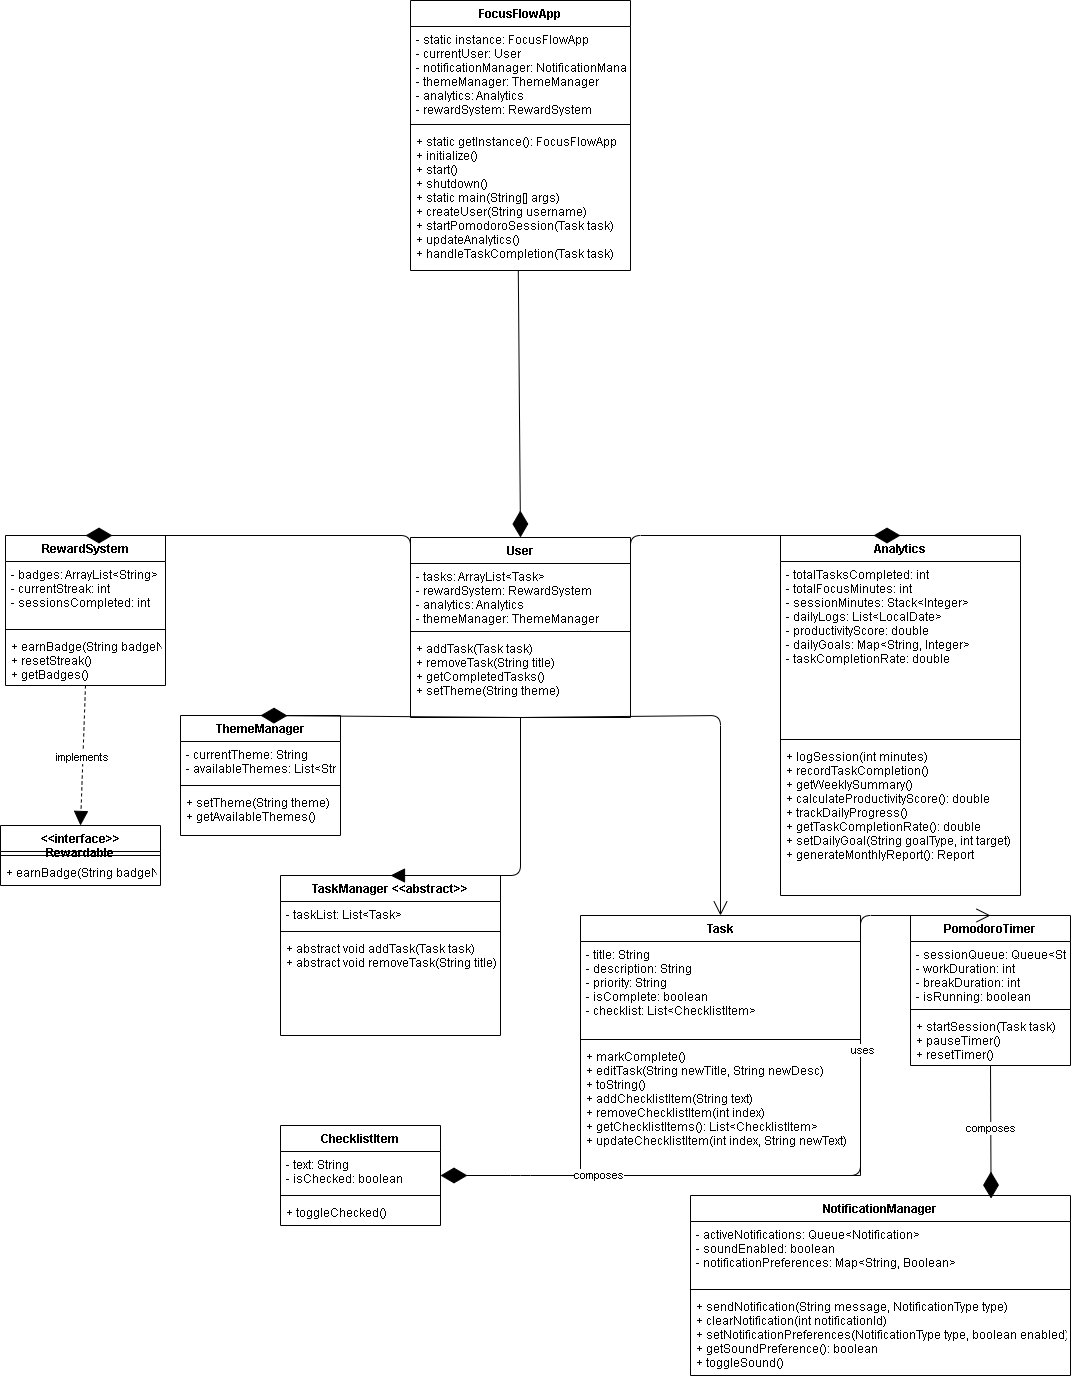 FocusFlowApp
- static instance: FocusFlowApp
- currentUser: User
- notificationManager: NotificationMana
- themeManager: ThemeManager
- analytics: Analytics
- rewardSystem: RewardSystem
+ static getInstance(): FocusFlowApp
+ initialize()
+ start()
+ shutdown()
+ static main(String[] args)
+ createUser(String username)
+ startPomodoroSession(Task task)
+ updateAnalytics()
+ handleTaskCompletion(Task task)
RewardSystem
- badges: ArrayList<String>
- currentStreak: int
- sessionsCompleted: int
+ earnBadge(String badgeN
+ resetStreak()
+ getBadges()
User
- tasks: ArrayList<Task>
- rewardSystem: RewardSystem
- analytics: Analytics
- themeManager: ThemeManager
+ addTask(Task task)
+ removeTask(String title)
+ getCompletedTasks()
+ setTheme(String theme)
Analytics
- totalTasksCompleted: int
- totalFocusMinutes: int
- sessionMinutes: Stack<Integer>
- dailyLogs: List<LocalDate>
- productivityScore: double
- dailyGoals: Map<String, Integer>
- taskCompletionRate: double
+ logSession(int minutes)
+ recordTaskCompletion()
+ getWeeklySummary()
+ calculateProductivityScore(): double
+ trackDailyProgress()
+ getTaskCompletionRate(): double
+ setDailyGoal(String goalType, int target)
+ generateMonthlyReport(): Report
ThemeManager
- currentTheme: String
- availableThemes: List<Str
+ setTheme(String theme)
+ getAvailableThemes()
implements
<<interface>>
Rewardable
+ earnBadge(String badgeN
TaskManager <<abstract>>
- taskList: List<Task>
+ abstract void addTask(Task task)
+ abstract void removeTask(String title)
Task
- title: String
- description: String
- priority: String
- isComplete: boolean
- checklist: List<ChecklistItem>
+ markComplete()
+ editTask(String newTitle, String newDesc)
+ toString()
+ addChecklistItem(String text)
+ removeChecklistItem(int index)
+ getChecklistItems(): List<ChecklistItem>
+ updateChecklistItem(int index, String newText)
uses
PomodoroTimer
- sessionQueue: Queue<St
- workDuration: int
- breakDuration: int
- isRunning: boolean
+ startSession(Task task)
+ pauseTimer()
+ resetTimer()
composes
ChecklistItem
- text: String
- isChecked: boolean
+ toggleChecked()
composes
NotificationManager
- activeNotifications: Queue<Notification>
- soundEnabled: boolean
- notificationPreferences: Map<String, Boolean>
+ sendNotification(String message, NotificationType type)
+ clearNotification(int notificationId)
+ setNotificationPreferences(NotificationType type, boolean enabled)
+ getSoundPreference(): boolean
+ toggleSound()